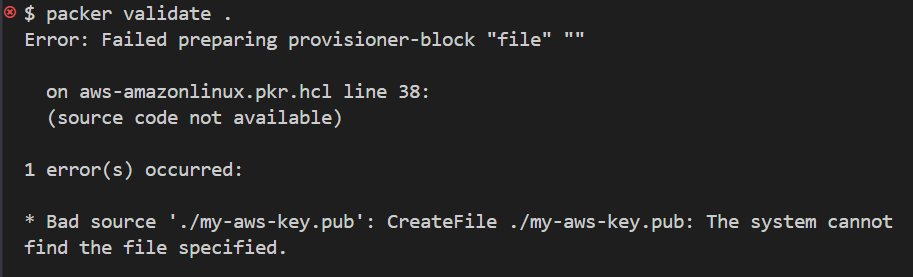 $ packer validate .
Error: Failed preparing provisioner-block "file" ""
on aws-amazonlinux.pkr.hcl line 38:
(source code not available)
1 error(s) occurred:
* Bad source './my-aws-key.pub': CreateFile ./my-aws-key.pub: The system cannot
find the file specified.